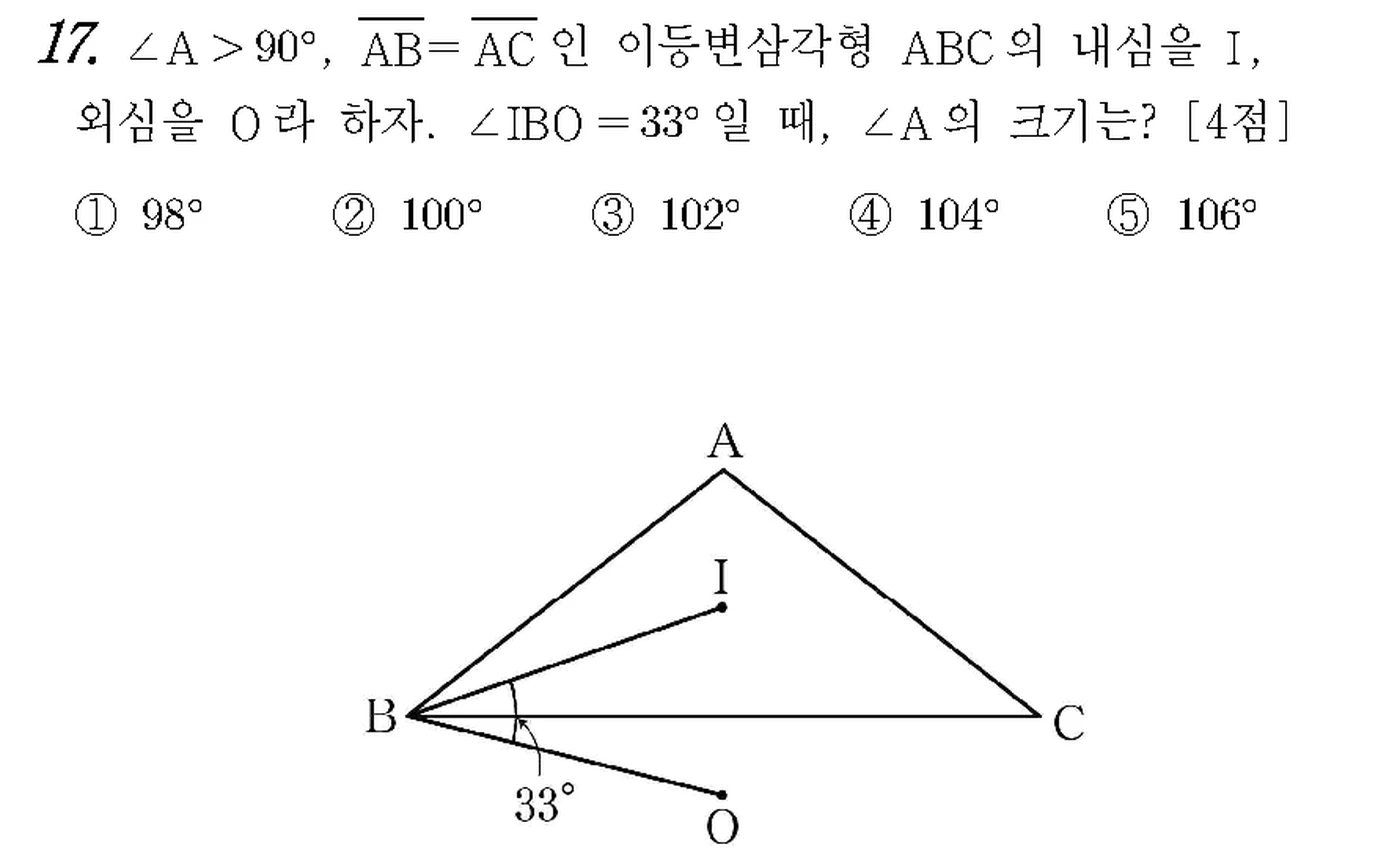 17. ∠A > 90°, AB = AC 인 이등변삼각형 ABC의 내심을 I,
외심을 O라 하자. ∠IBO = 33°일 때, ∠A의 크기는? [4점]
① 98° ② 100° ③ 102° ④ 104° ⑤ 106°
A
I
B
C
33°
O